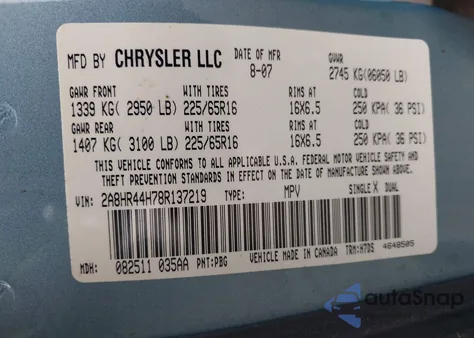 MFD BY CHRYSLER LLC DATE OF MFR GVWR
8-07 2745 KG(06050 LB)
GAWR FRONT WITH TIRES RIMS AT COLD
1339 KG( 2950 LB) 225/65R16 16X6.5 250 KPA( 36 PSI)
GAWR REAR WITH TIRES RIMS AT COLD
1407 KG( 3100 LB) 225/65R16 16X6.5 250 KPA( 36 PSI)
THIS VEHICLE CONFORMS TO ALL APPLICABLE U.S.A. FEDERAL MOTOR VEHICLE SAFETY AND
THEFT PREVENTION STANDARDS IN EFFECT ON THE DATE OF MANUFACTURE SHOWN ABOVE.
VIN: 2A8HR44H78R137219 TYPE: MPV SINGLE X DUAL
MDH: 082511 035AA PNT:PBG VEHICLE MADE IN CANADA TRM:H7DS 4648505
autoSnap